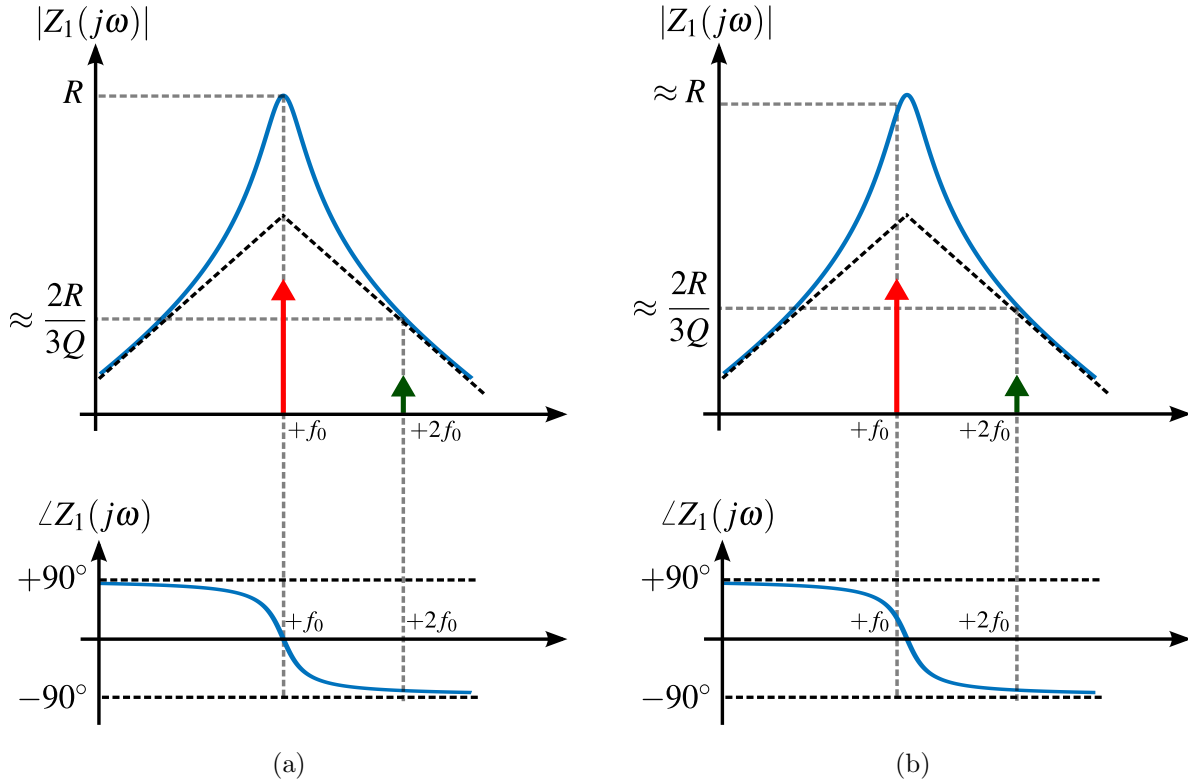 |Z₁(jω)|
R
≈ 2R/3Q
+f₀
+2f₀
∠Z₁(jω)
+90°
+f₀
+2f₀
−90°
(a)
|Z₁(jω)|
≈ R
≈ 2R/3Q
+f₀
+2f₀
∠Z₁(jω)
+90°
+f₀
+2f₀
−90°
(b)